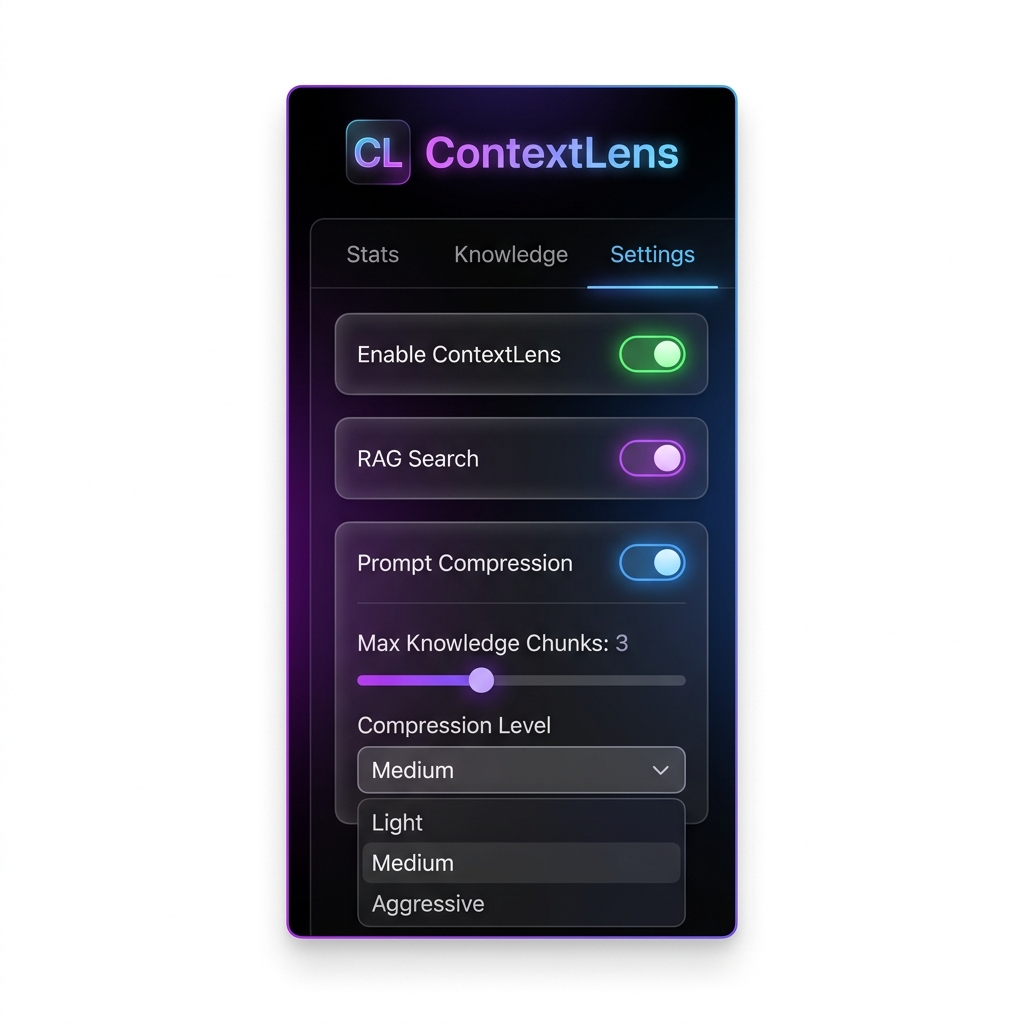 CL ContextLens
Stats Knowledge Settings
Enable ContextLens
RAG Search
Prompt Compression
Max Knowledge Chunks: 3
Compression Level
Medium
Light
Medium
Aggressive